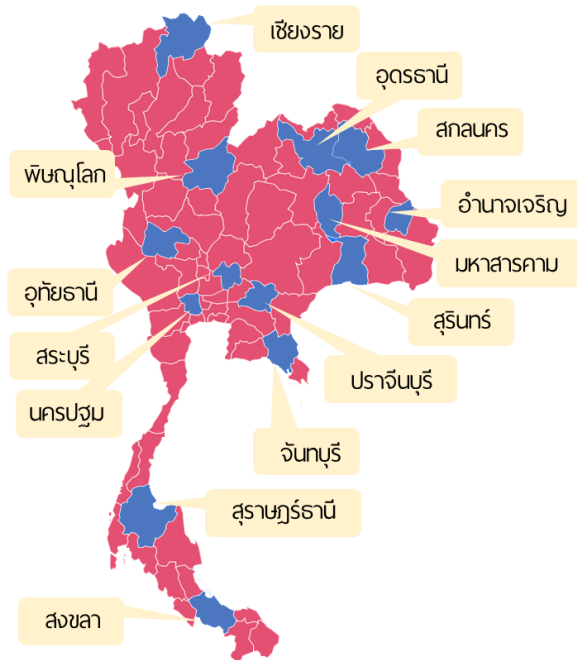 เชียงราย
อุดรธานี
สกลนคร
พิษณุโลก
อำนาจเจริญ
มหาสารคาม
อุทัยธานี
สุรินทร์
สระบุรี
ปราจีนบุรี
นครปฐม
จันทบุรี
สุราษฎร์ธานี
สงขลา